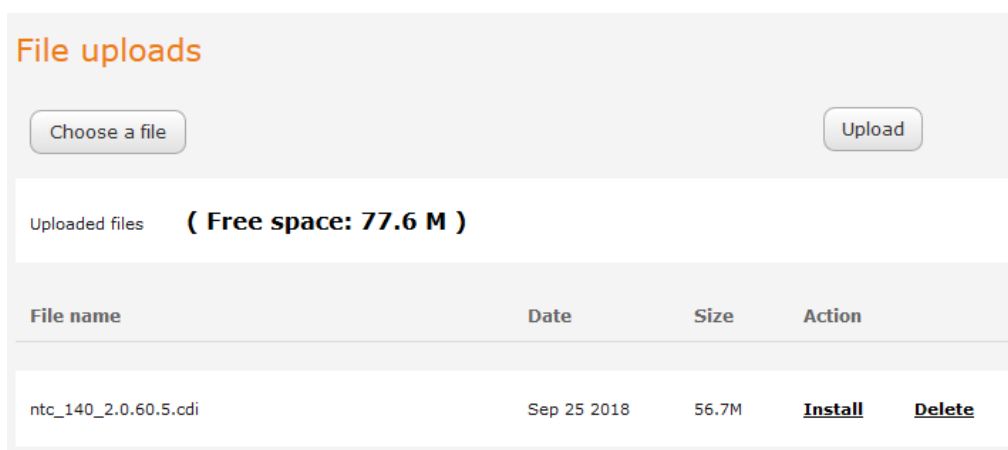 File uploads
Choose a file Upload
Uploaded files ( Free space: 77.6 M )
File name Date Size Action
ntc_140_2.0.60.5.cdi Sep 25 2018 56.7M Install Delete